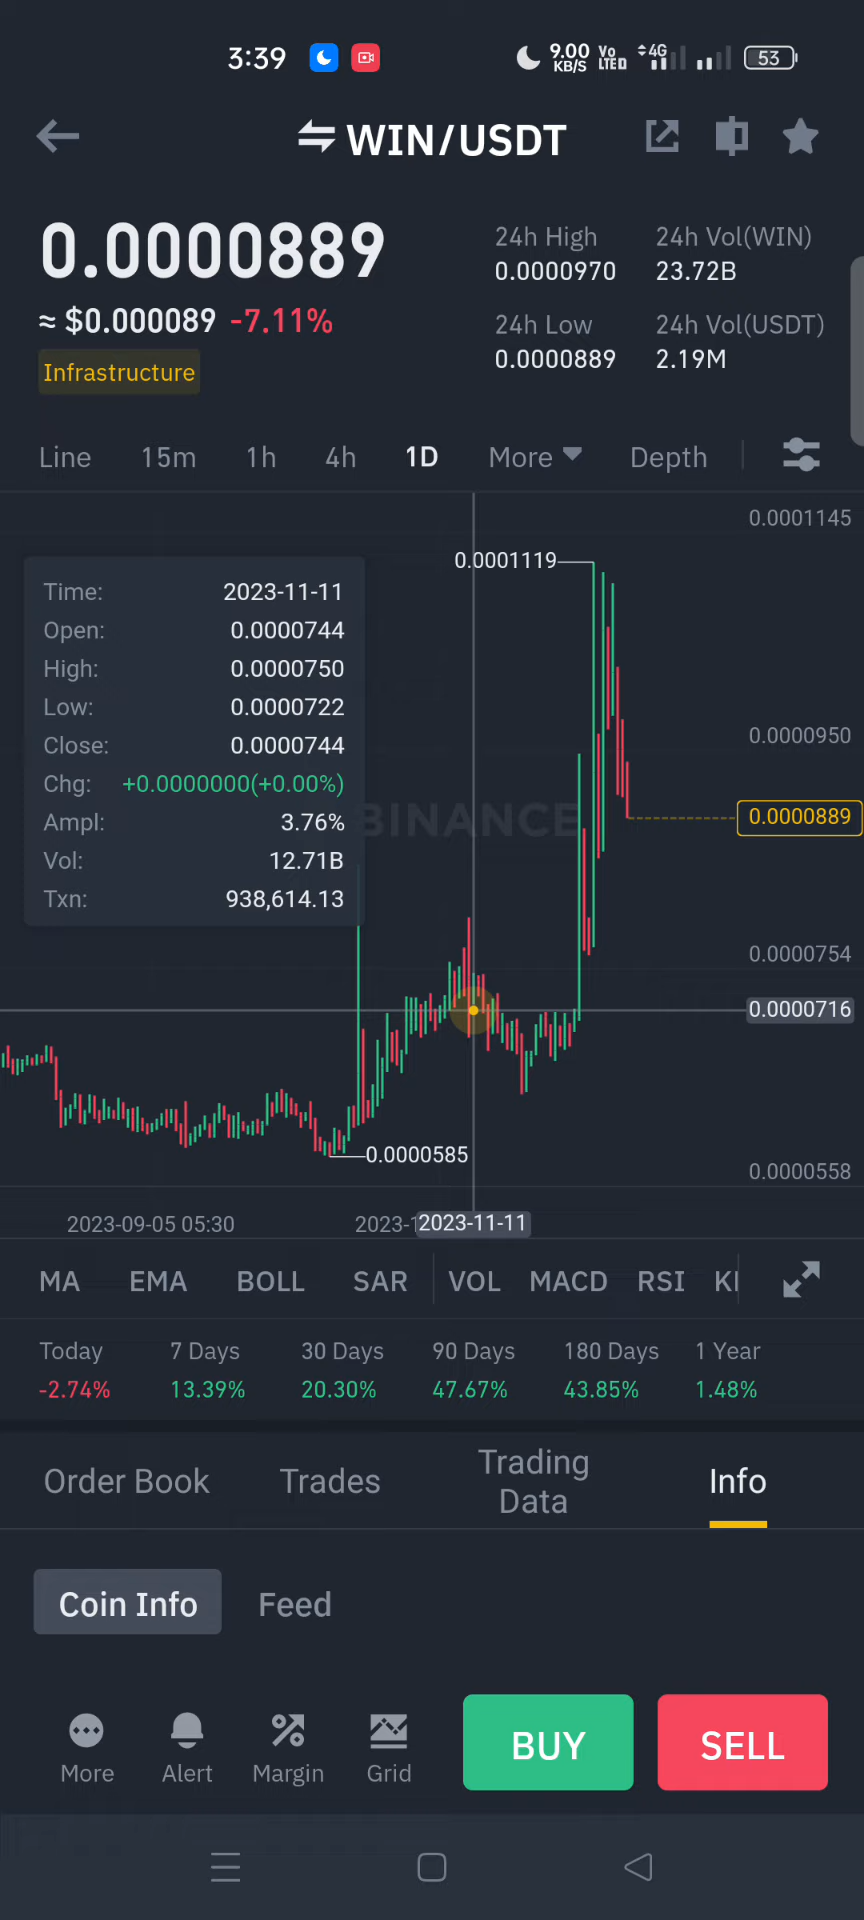 3:39
9.00 KB/S
Vo LTE
4G
53
WIN/USDT
0.0000889
≈ $0.000089 -7.11%
Infrastructure
24h High
0.0000970
24h Vol(WIN)
23.72B
24h Low
0.0000889
24h Vol(USDT)
2.19M
Line 15m 1h 4h 1D More Depth
0.0001145
0.0001119
Time: 2023-11-11
Open: 0.0000744
High: 0.0000750
Low: 0.0000722
Close: 0.0000744
Chg: +0.0000000(+0.00%)
Ampl: 3.76%
Vol: 12.71B
Txn: 938,614.13
0.0000950
BINANCE
0.0000889
0.0000754
0.0000716
0.0000585
0.0000558
2023-09-05 05:30 2023-1 2023-11-11
MA EMA BOLL SAR VOL MACD RSI
Today 7 Days 30 Days 90 Days 180 Days 1 Year
-2.74% 13.39% 20.30% 47.67% 43.85% 1.48%
Order Book Trades Trading Data Info
Coin Info Feed
More Alert Margin Grid BUY SELL